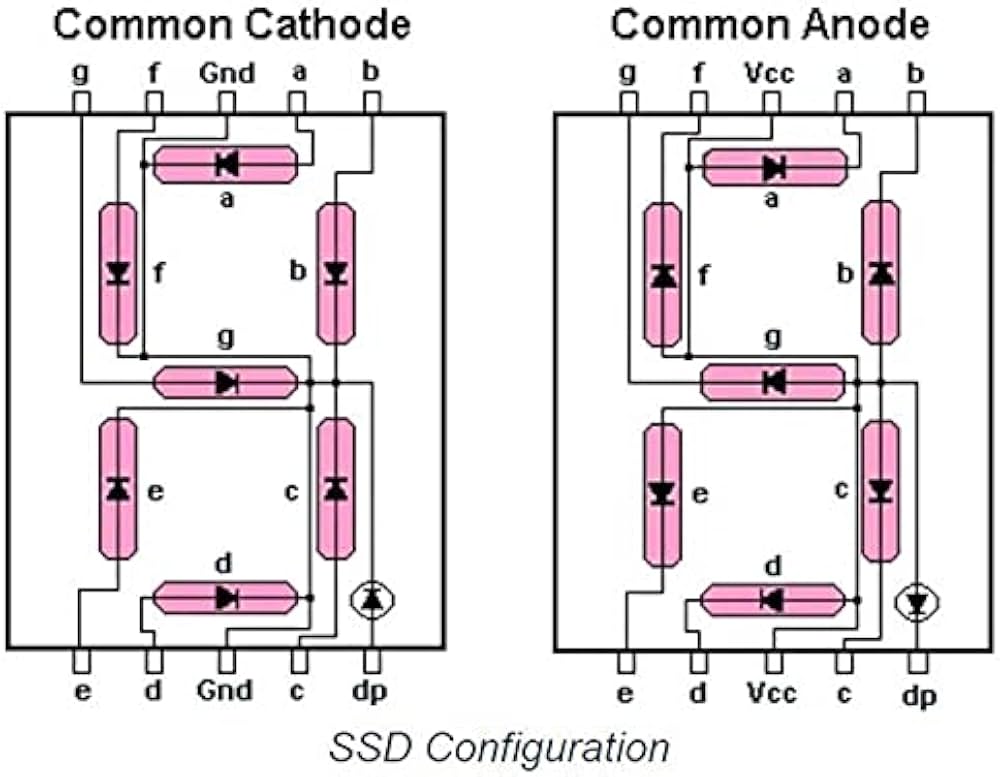 Common Cathode Common Anode
g f Gnd a b g f Vcc a b
a a
f b f b
g g
e c e c
d d
e d Gnd c dp e d Vcc c dp
SSD Configuration